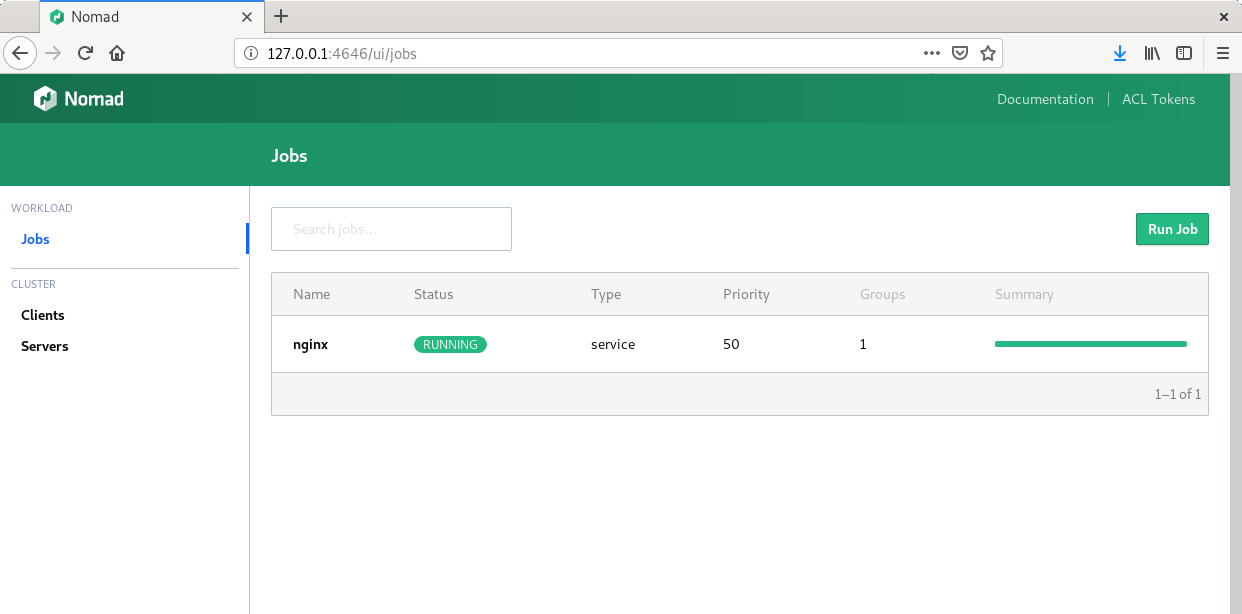 Nomad
127.0.0.1:4646/ui/jobs
Nomad
Documentation | ACL Tokens
Jobs
WORKLOAD
Jobs
CLUSTER
Clients
Servers
Search jobs...
Run Job
Name Status Type Priority Groups Summary
nginx RUNNING service 50 1
1–1 of 1